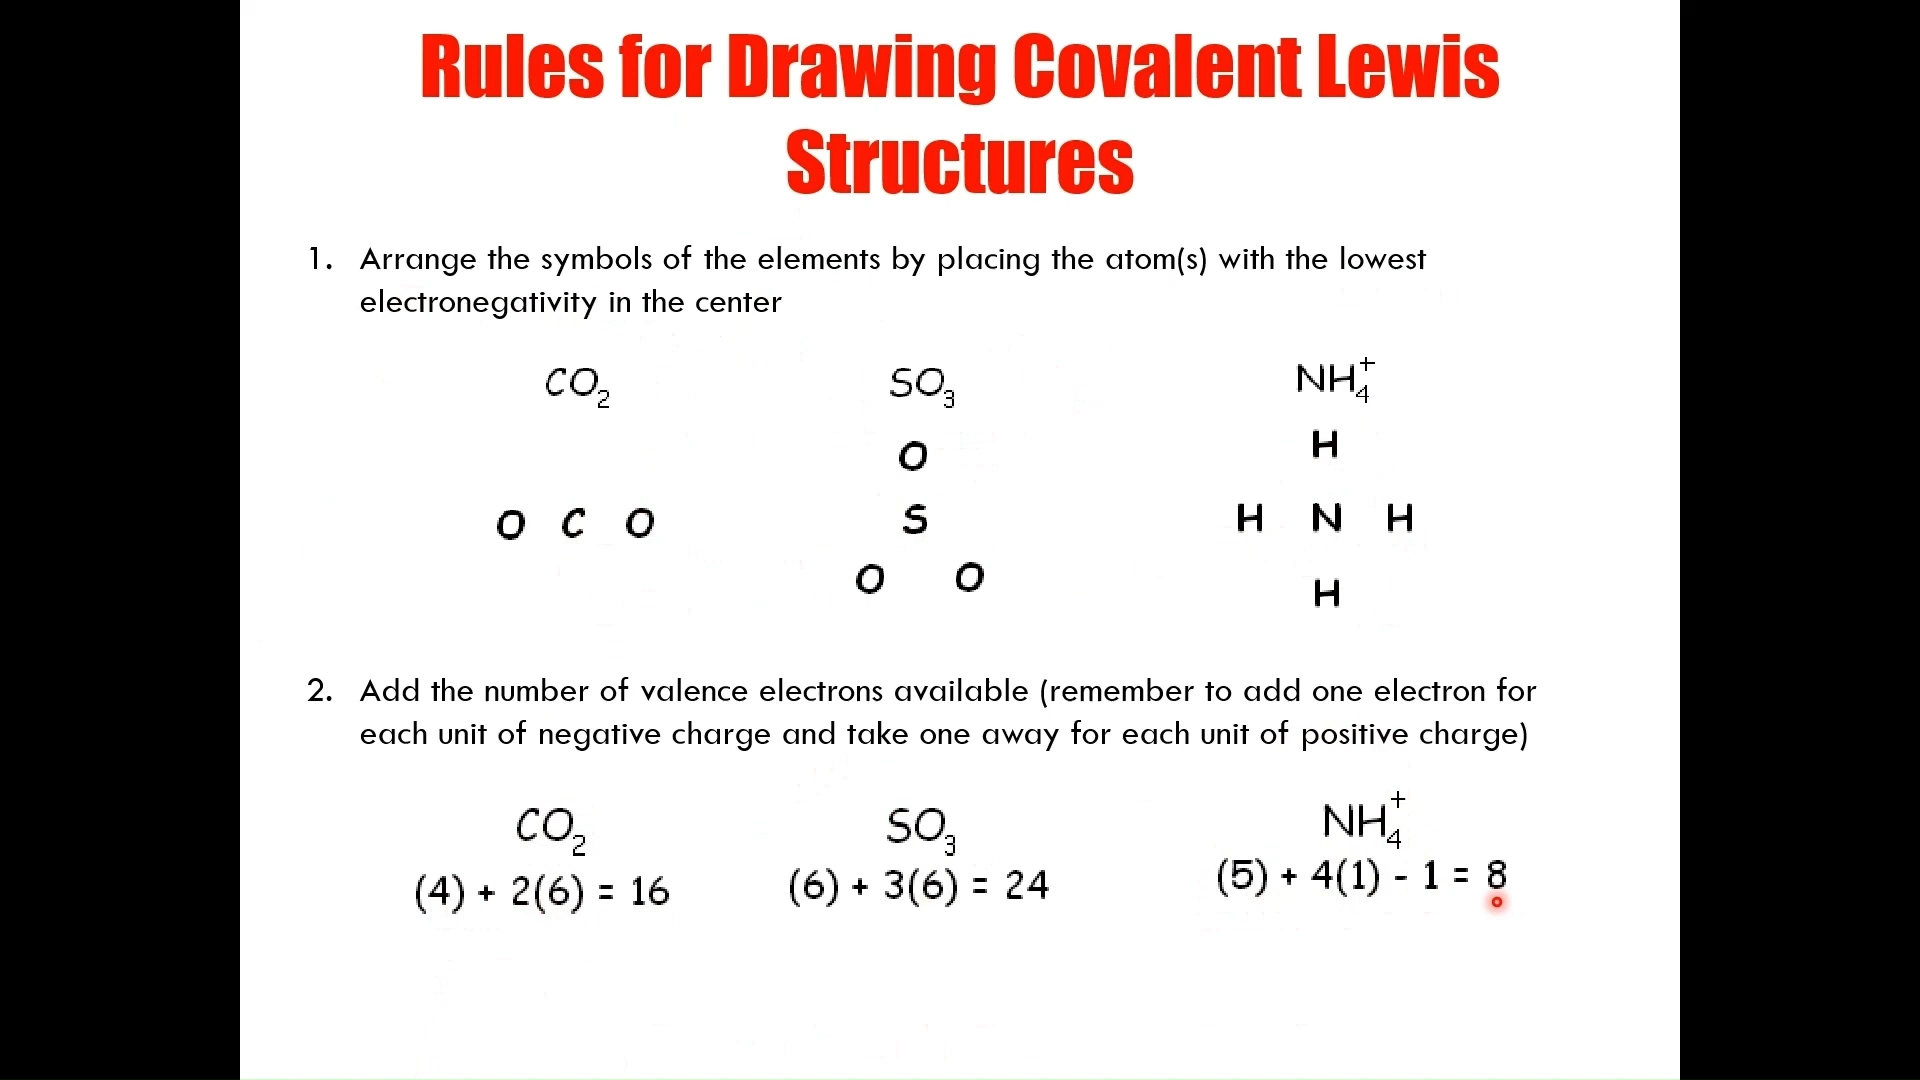 Rules for Drawing Covalent Lewis
Structures
1. Arrange the symbols of the elements by placing the atom(s) with the lowest
electronegativity in the center
CO₂ SO₃ NH₄⁺
O H
O C O S H N H
O O H
2. Add the number of valence electrons available (remember to add one electron for
each unit of negative charge and take one away for each unit of positive charge)
CO₂ SO₃ NH₄⁺
(4) + 2(6) = 16 (6) + 3(6) = 24 (5) + 4(1) - 1 = 8